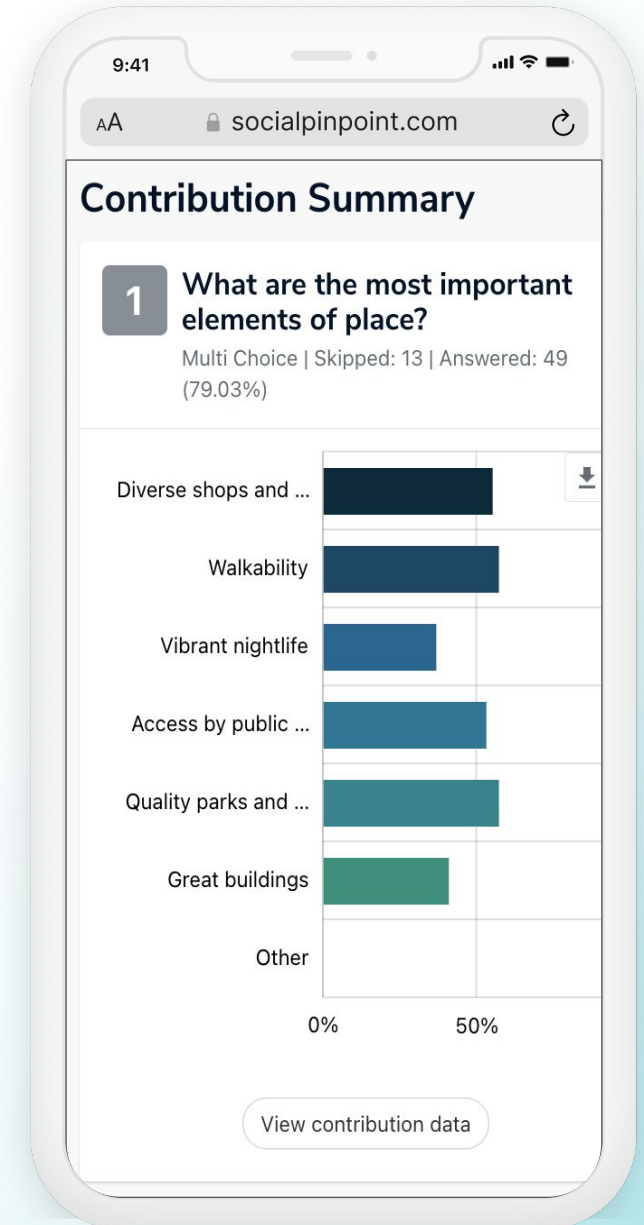 9:41
AA socialpinpoint.com
Contribution Summary
1
What are the most important
elements of place?
Multi Choice | Skipped: 13 | Answered: 49
(79.03%)
Diverse shops and ...
Walkability
Vibrant nightlife
Access by public ...
Quality parks and ...
Great buildings
Other
0% 50%
View contribution data